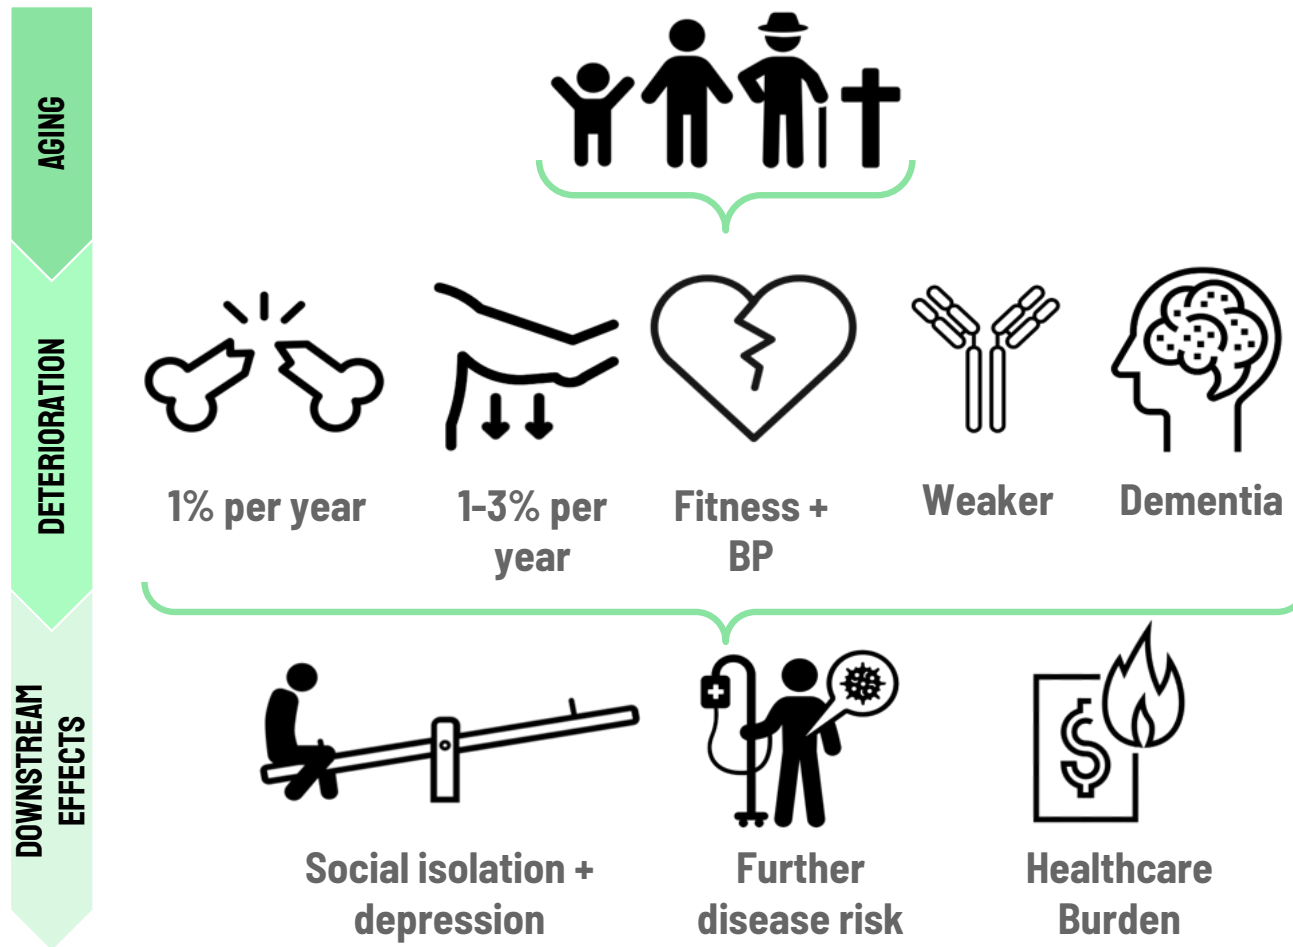 AGING
DETERIORATION
1% per year
1-3% per
year
Fitness +
BP
Weaker
Dementia
DOWNSTREAM
EFFECTS
$
Social isolation +
depression
Further
disease risk
Healthcare
Burden